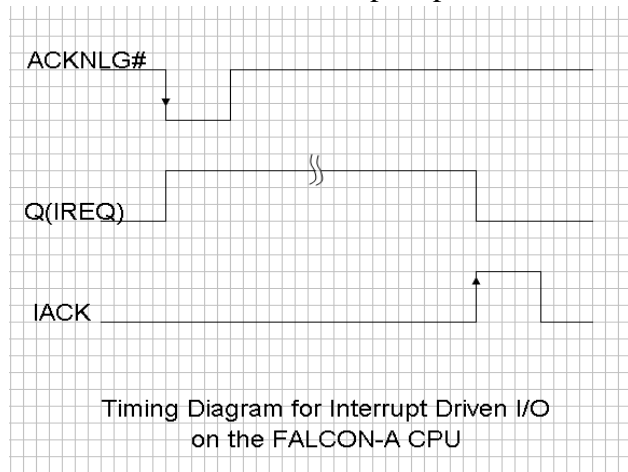 ACKNLG#
Q(IREQ)
IACK
Timing Diagram for Interrupt Driven I/O
on the FALCON-A CPU